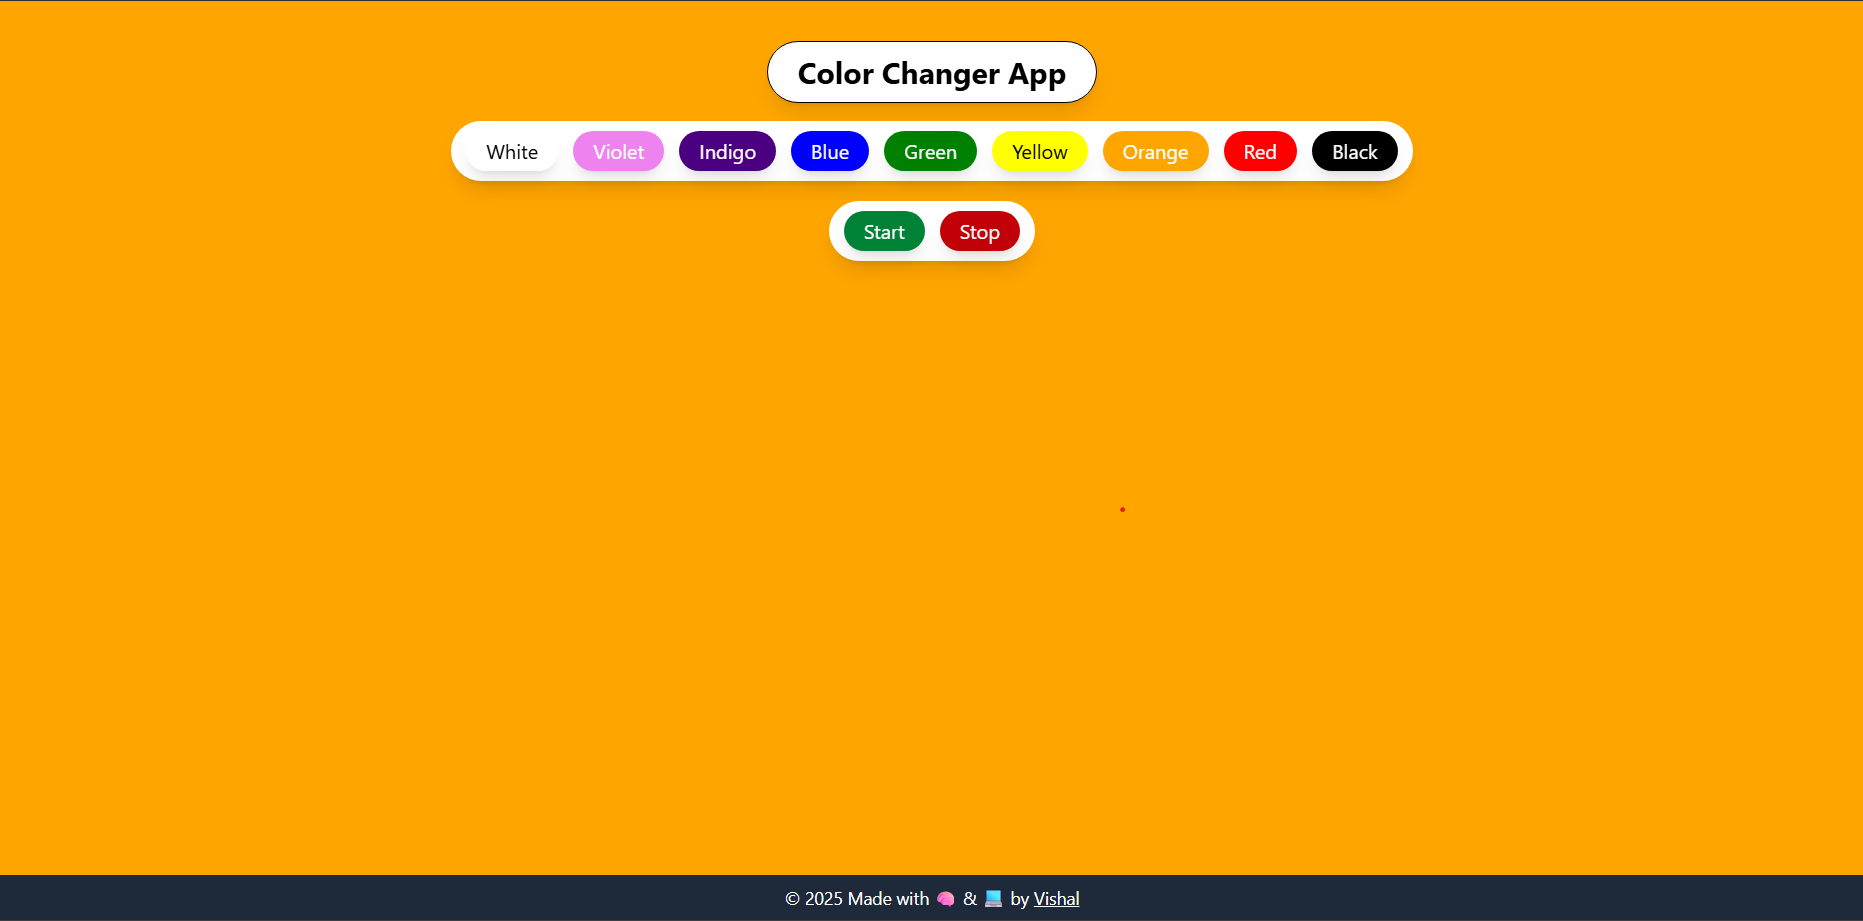 Color Changer App
White Violet Indigo Blue Green Yellow Orange Red Black
Start Stop
© 2025 Made with 🧠 & 💻 by Vishal